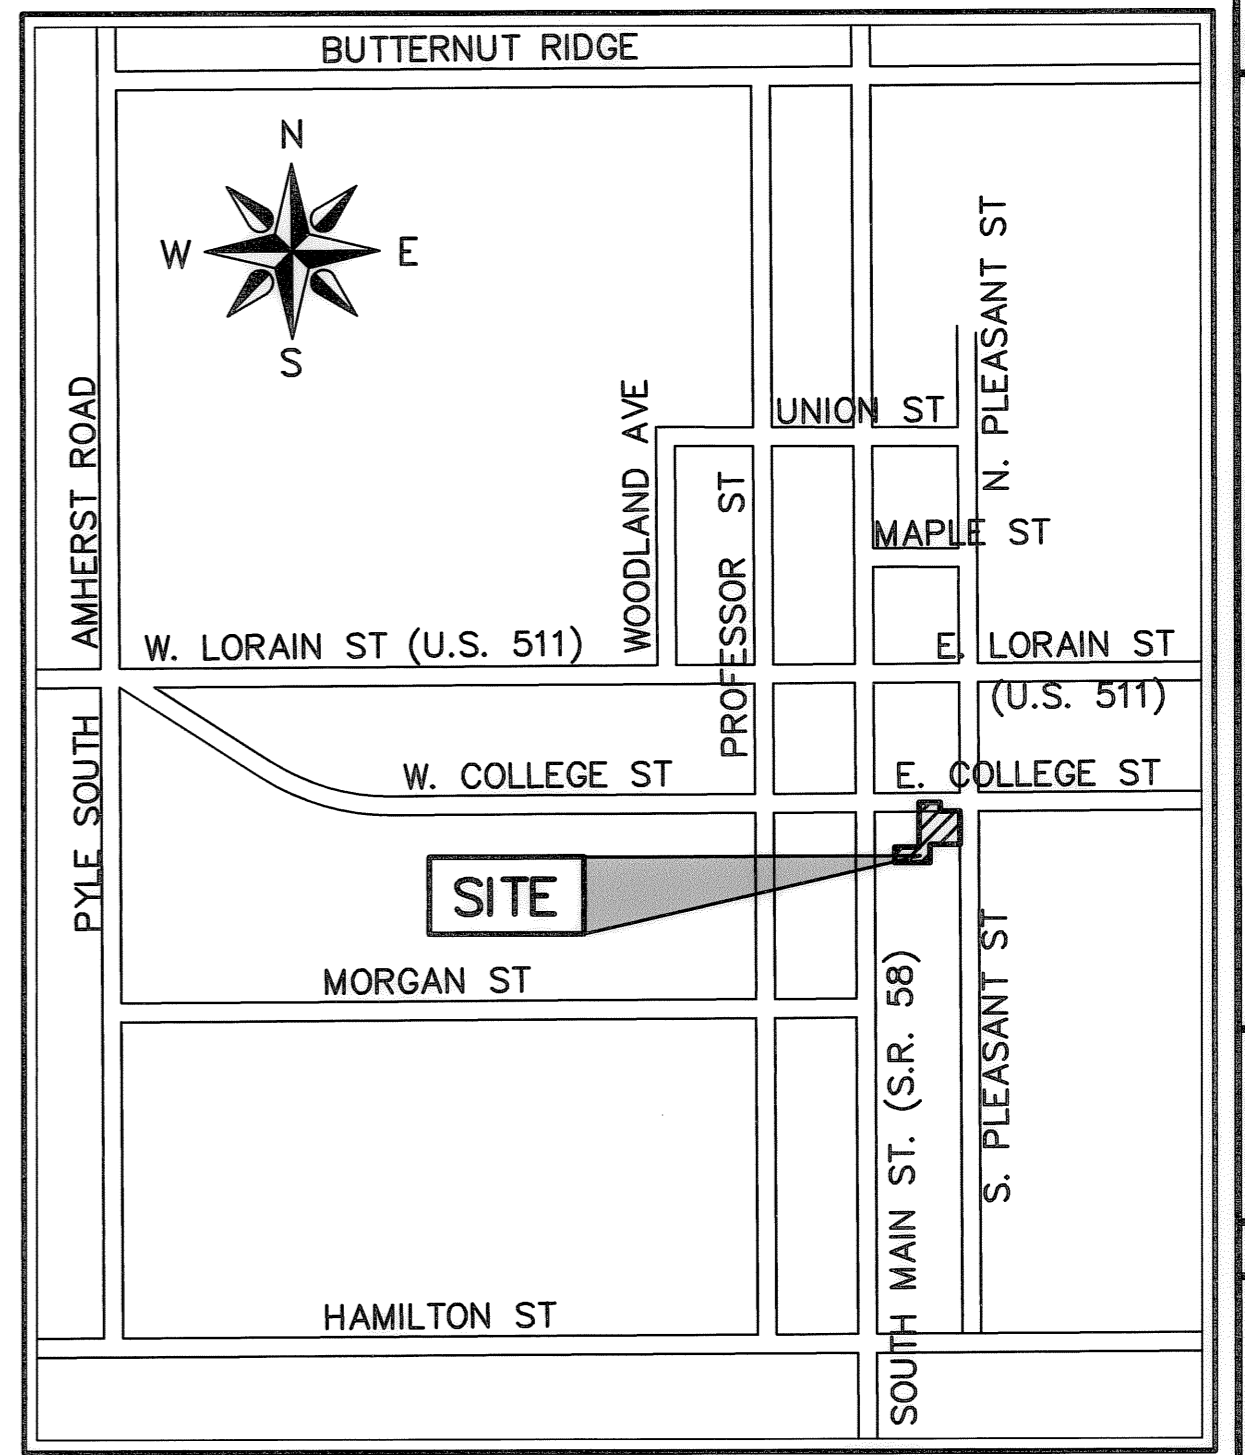 BUTTERNUT RIDGE
N
W
E
S
N. PLEASANT ST
AMHERST ROAD
WOODLAND AVE
UNION ST
PROFESSOR ST
MAPLE ST
W. LORAIN ST (U.S. 511)
E. LORAIN ST
(U.S. 511)
PYLE SOUTH
W. COLLEGE ST
E. COLLEGE ST
SITE
MORGAN ST
SOUTH MAIN ST. (S.R. 58)
S. PLEASANT ST
HAMILTON ST